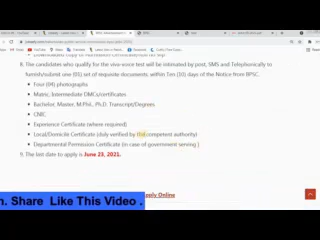 8. The candidates who qualify for the viva-voce test will be intimated by post, SMS and Telephonically to
furnish/submit one (01) set of requisite documents within Ten (10) days of the Notice from BPSC.
Four (04) photographs
Matric, Intermediate DMCs/certificates
Bachelor, Master, M.Phil., Ph.D. Transcript/Degrees
CNIC
Experience Certificate (where required)
Local/Domicile Certificate (duly verified by the competent authority)
Departmental Permission Certificate (in case of government serving )
9. The last date to apply is June 23, 2021.
Apply Online
n. Share Like This Video .